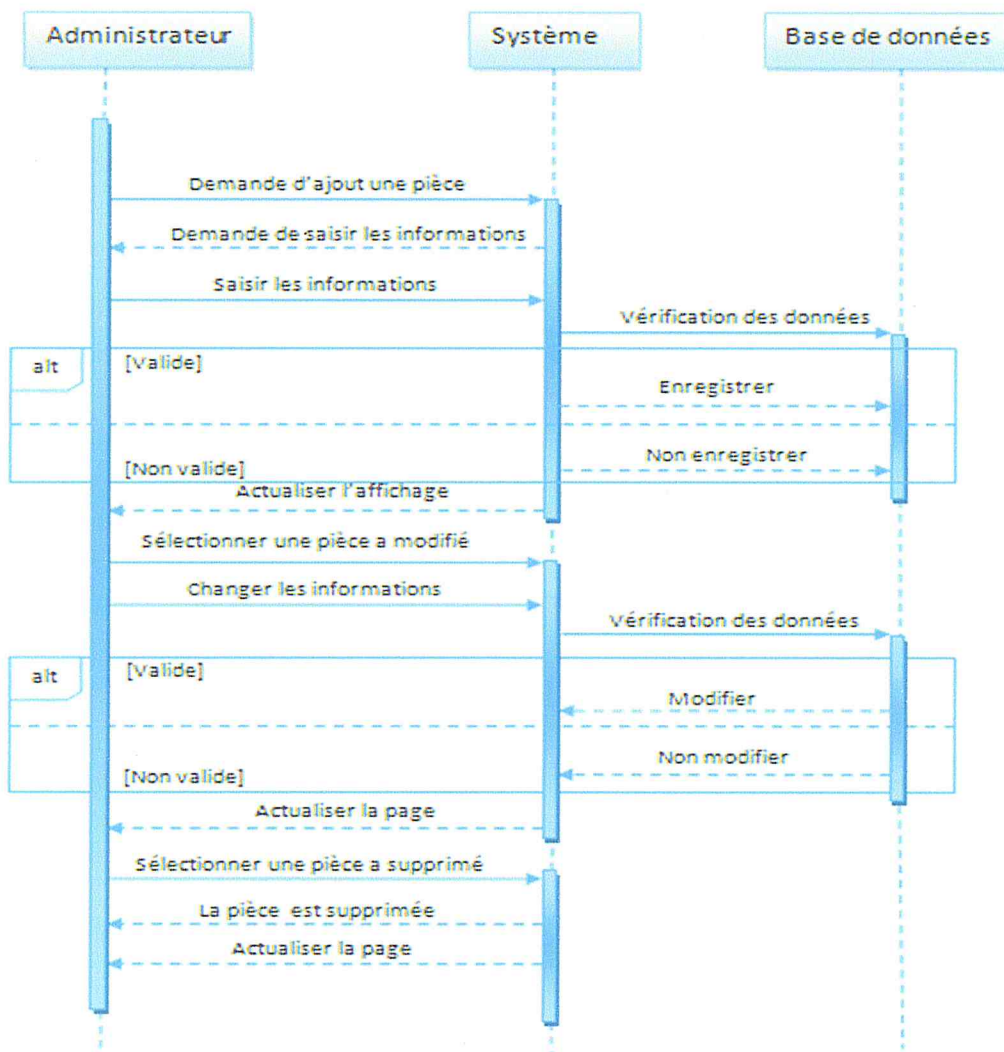 Administrateur
Système
Base de données
Demande d'ajout une pièce
Demande de saisir les informations
Saisir les informations
Vérification des données
alt
[Valide]
Enregistrer
Non enregistrer
[Non valide]
Actualiser l'affichage
Sélectionner une pièce a modifié
Changer les informations
Vérification des données
alt
[Valide]
Modifier
Non modifier
[Non valide]
Actualiser la page
Sélectionner une pièce a supprimé
La pièce est supprimée
Actualiser la page